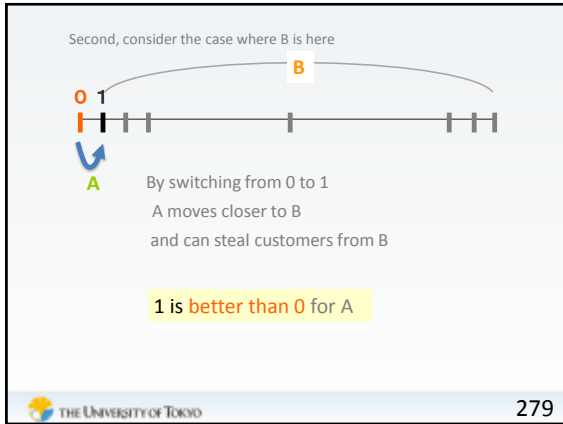 Second, consider the case where B is here
B
0 1
A
By switching from 0 to 1
A moves closer to B
and can steal customers from B
1 is better than 0 for A
THE UNIVERSITY OF TOKYO
279